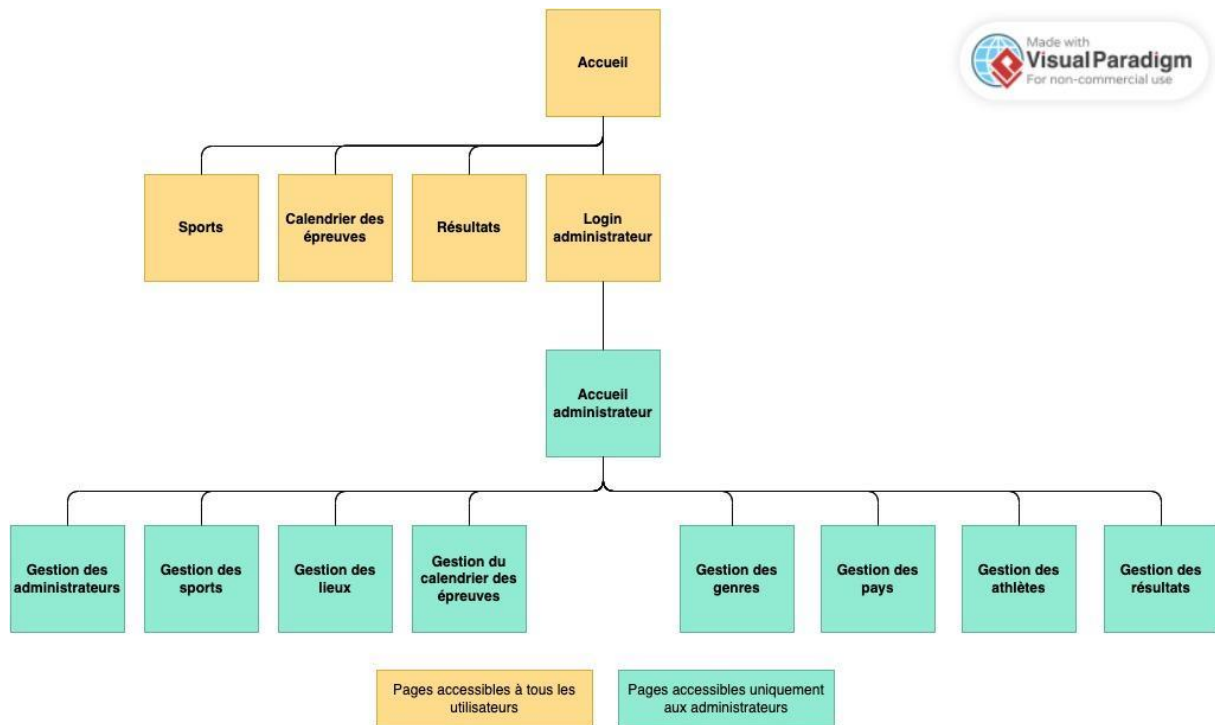 Accueil
Made with
Visual Paradigm
For non-commercial use
Sports
Calendrier des
épreuves
Résultats
Login
administrateur
Accueil
administrateur
Gestion des
administrateurs
Gestion des
sports
Gestion des
lieux
Gestion du
calendrier des
épreuves
Gestion des
genres
Gestion des
pays
Gestion des
athlètes
Gestion des
résultats
Pages accessibles à tous les
utilisateurs
Pages accessibles uniquement
aux administrateurs